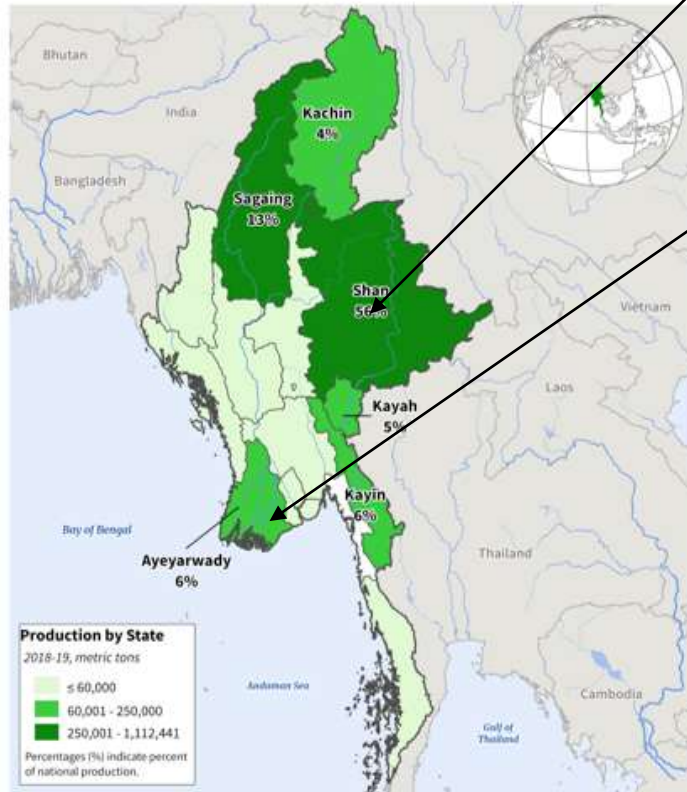 Bhutan
India
Bangladesh
Kachin
4%
Sagaing
13%
Shan
56%
Vietnam
Laos
Kayah
5%
Kayin
6%
Bay of Bengal
Ayeyarwady
6%
Thailand
Production by State
2018-19, metric tons
≤ 60,000
60,001 - 250,000
250,001 - 1,112,441
Percentages (%) indicate percent
of national production.
Andaman Sea
Cambodia
Gulf of
Thailand